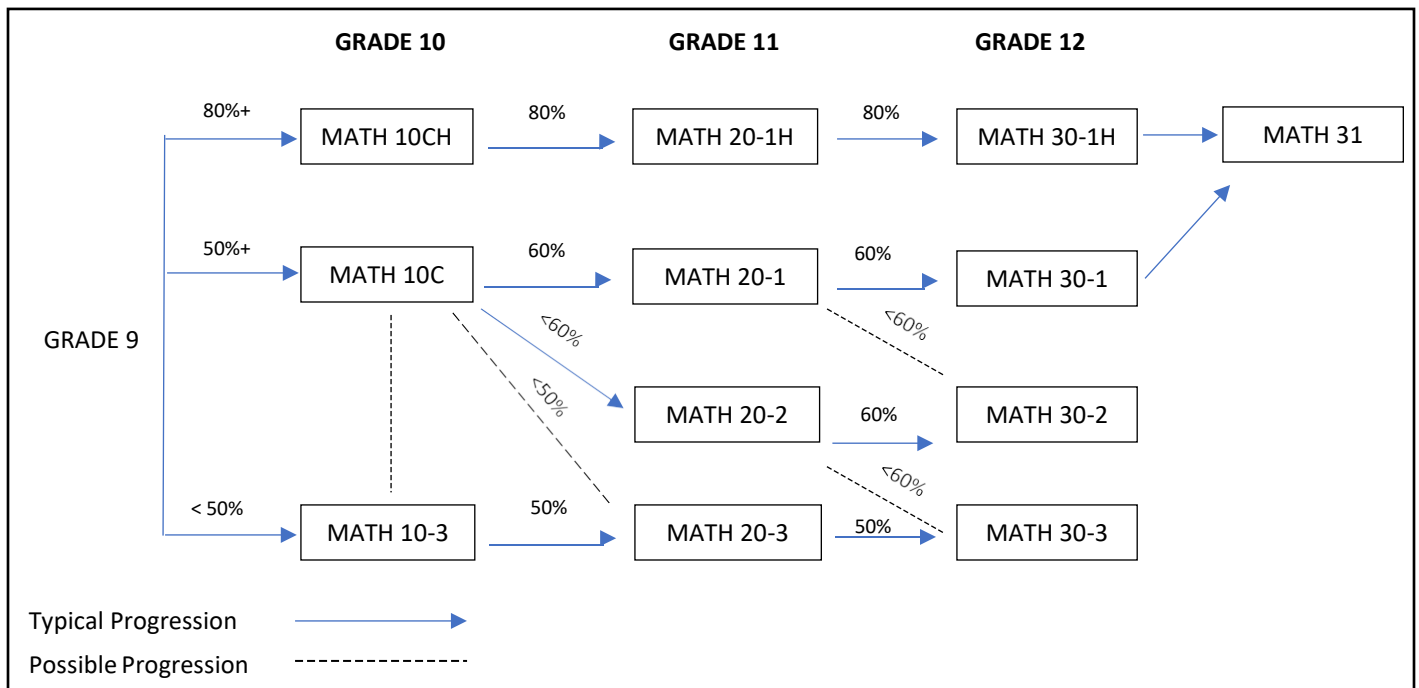 GRADE 10 GRADE 11 GRADE 12
80%+ 80% 80%
MATH 10CH MATH 20-1H MATH 30-1H MATH 31
50%+ 60% 60%
MATH 10C MATH 20-1 MATH 30-1
<60% <60%
GRADE 9
<50%
MATH 20-2 60% MATH 30-2
<60%
< 50% 50% 50%
MATH 10-3 MATH 20-3 MATH 30-3
Typical Progression
Possible Progression